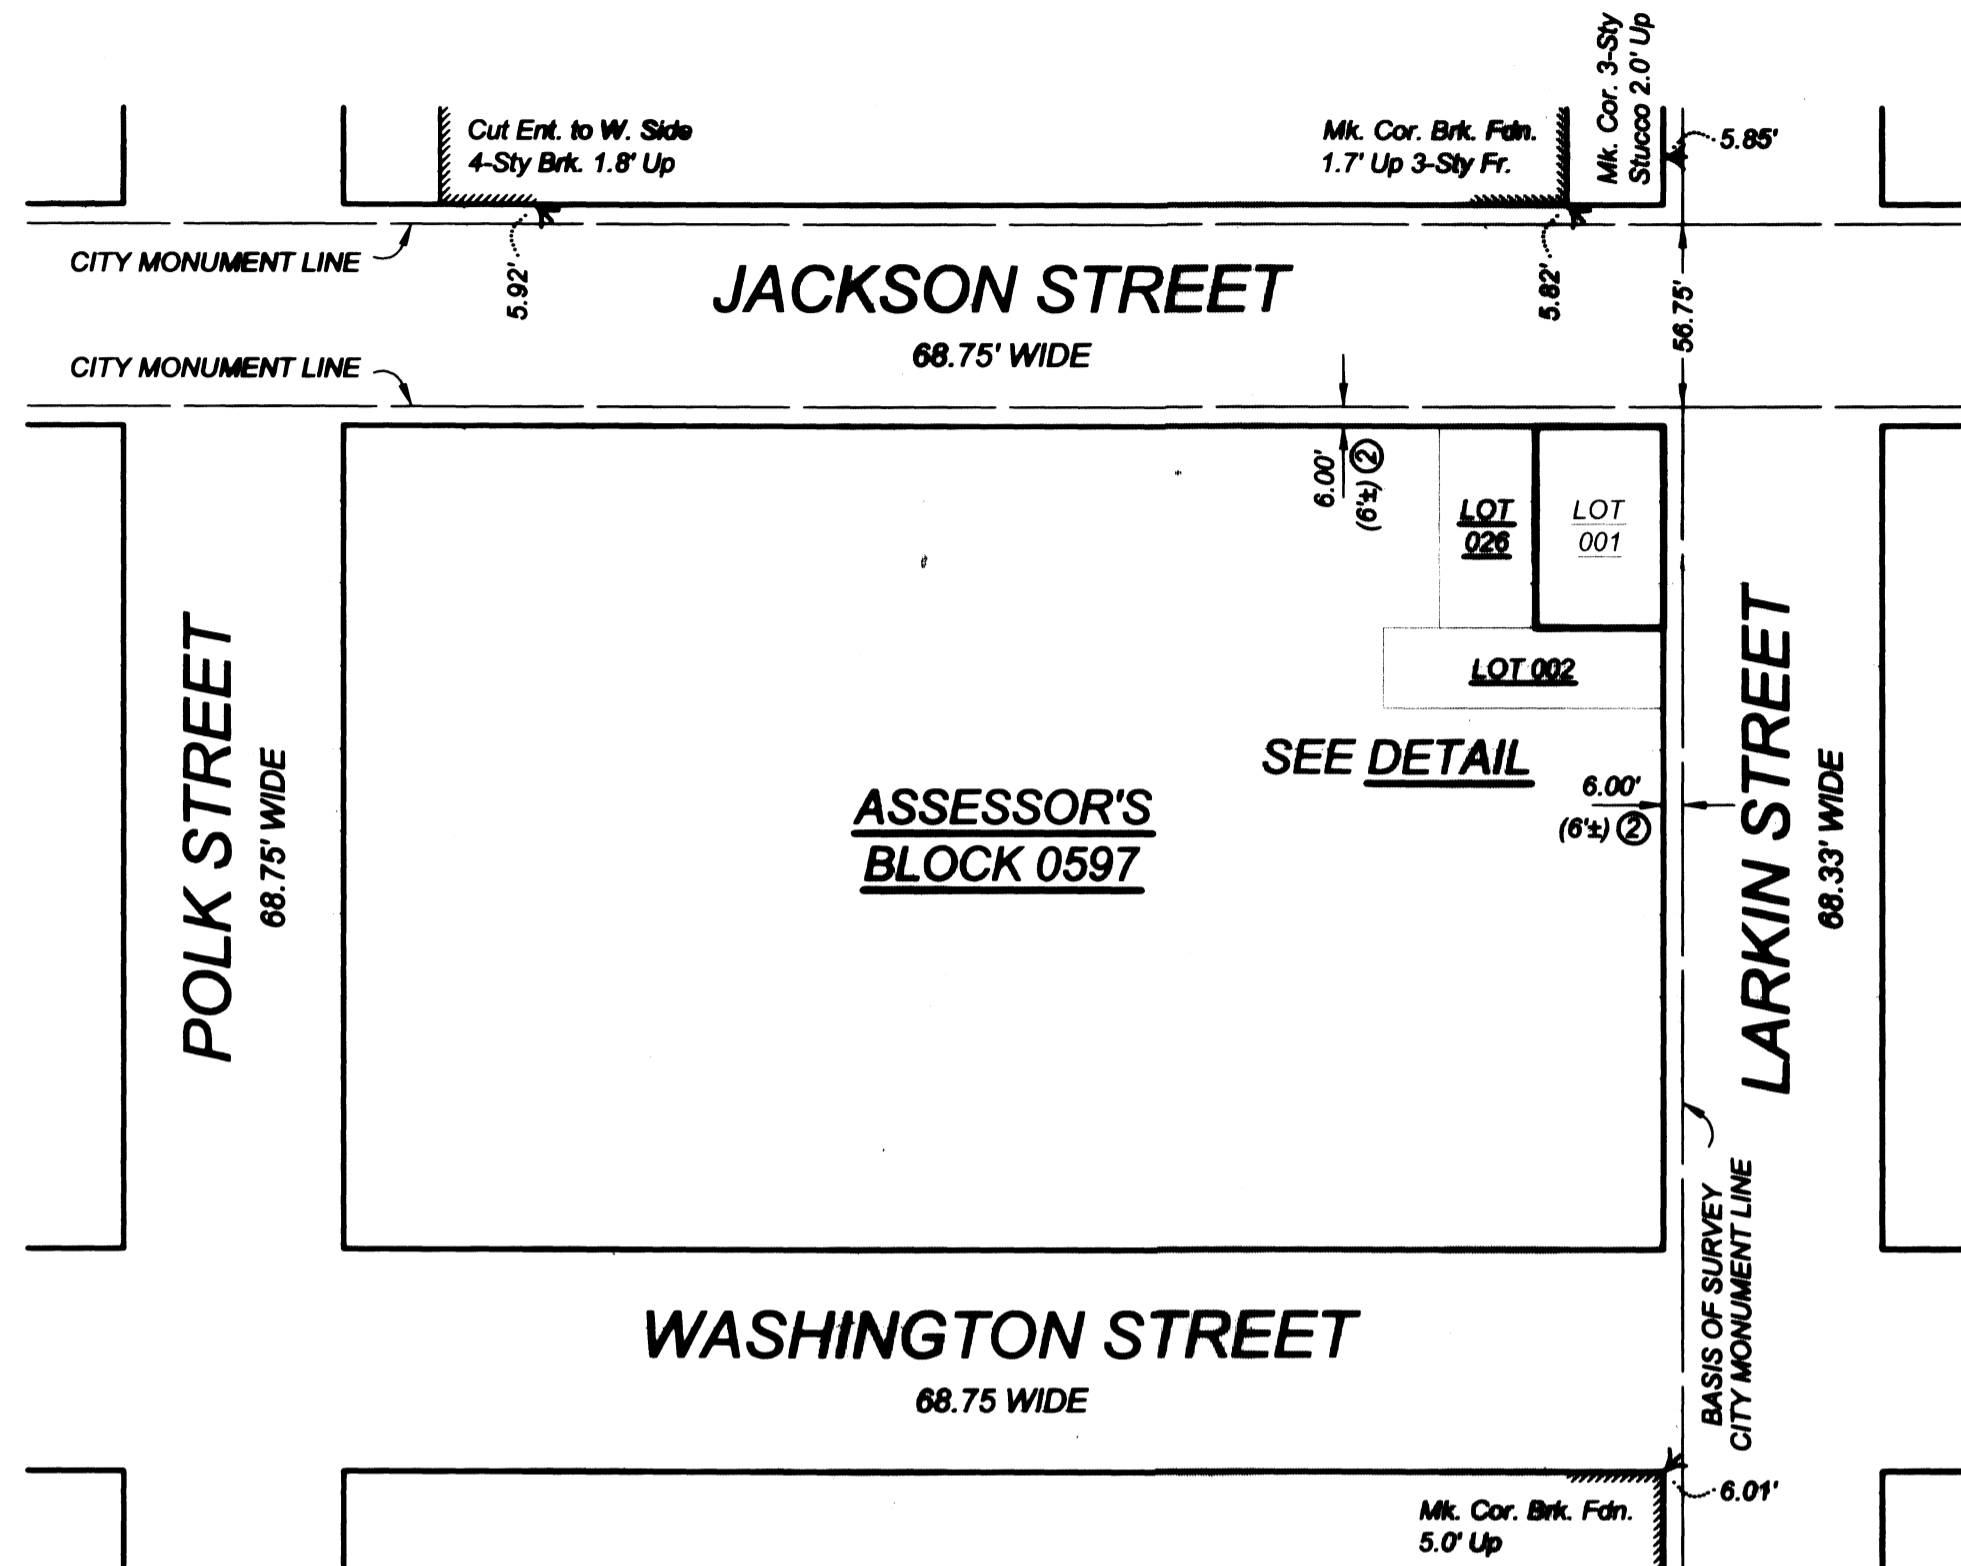 Mk. Cor. 3-Sty
Stucco 2.0' Up
Cut Ent. to W. Side
4-Sty Brk. 1.8' Up
Mk. Cor. Brk. Fdn.
1.7' Up 3-Sty Fr.
5.85'
CITY MONUMENT LINE
5.92'
JACKSON STREET
68.75' WIDE
5.82'
56.75'
CITY MONUMENT LINE
6.00'
(6'±) 2
LOT
026
LOT
001
LOT 002
SEE DETAIL
6.00'
(6'±) 2
ASSESSOR'S
BLOCK 0597
POLK STREET
68.75' WIDE
LARKIN STREET
68.33' WIDE
BASIS OF SURVEY
CITY MONUMENT LINE
WASHINGTON STREET
68.75 WIDE
6.01'
Mk. Cor. Brk. Fdn.
5.0' Up